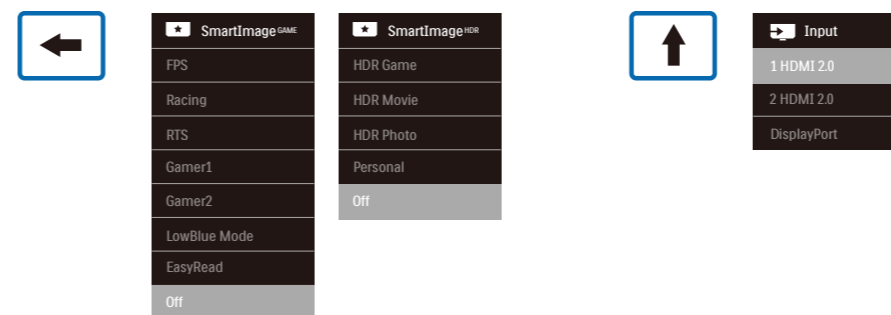 SmartImage GAME
FPS
Racing
RTS
Gamer1
Gamer2
LowBlue Mode
EasyRead
Off
SmartImage HDR
HDR Game
HDR Movie
HDR Photo
Personal
Off
Input
1 HDMI 2.0
2 HDMI 2.0
DisplayPort